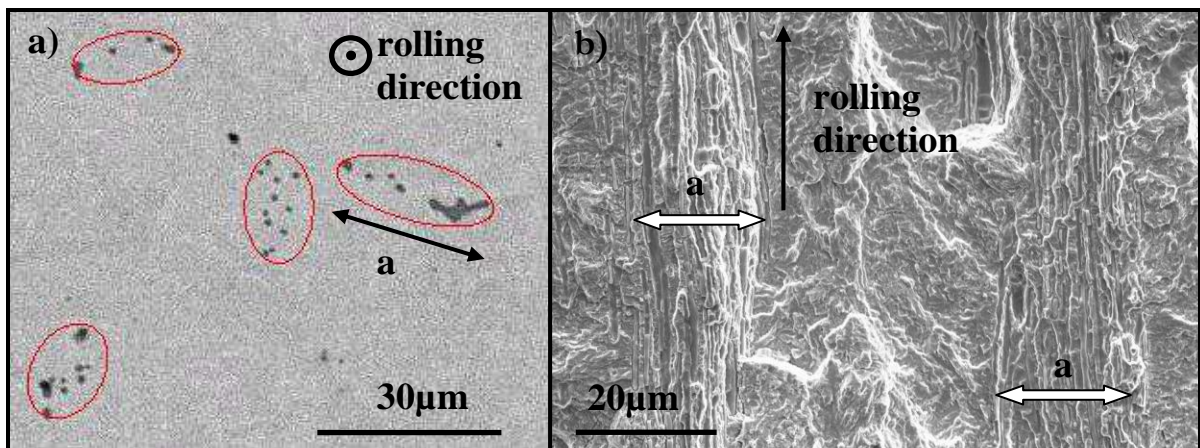 a)
rolling
direction
a
30µm
b)
rolling
direction
a
a
20µm